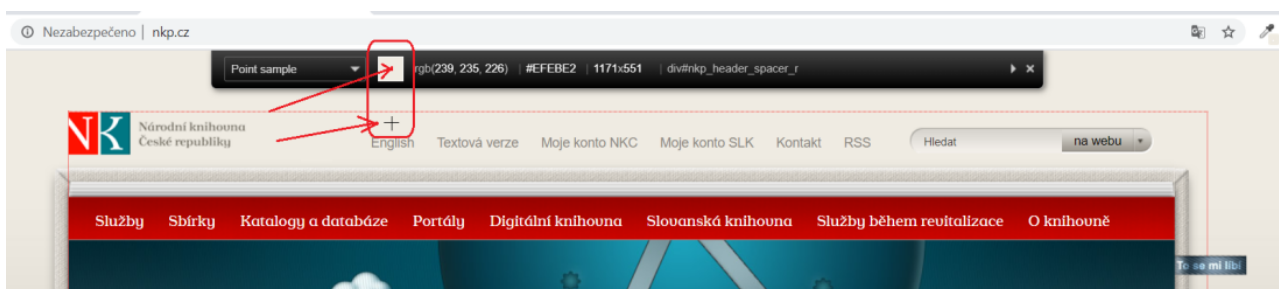 Nezabezpečeno | nkp.cz
Point sample rgb(239, 235, 226) | #EFEBE2 | 1171x551 | div#nkp_header_spacer_r
NK Národní knihovna
České republiky
English Textová verze Moje konto NKC Moje konto SLK Kontakt RSS Hledat na webu
Služby Sbírky Katalogy a databáze Portály Digitální knihovna Slovanská knihovna Služby během revitalizace O knihovně
To se mi líbí